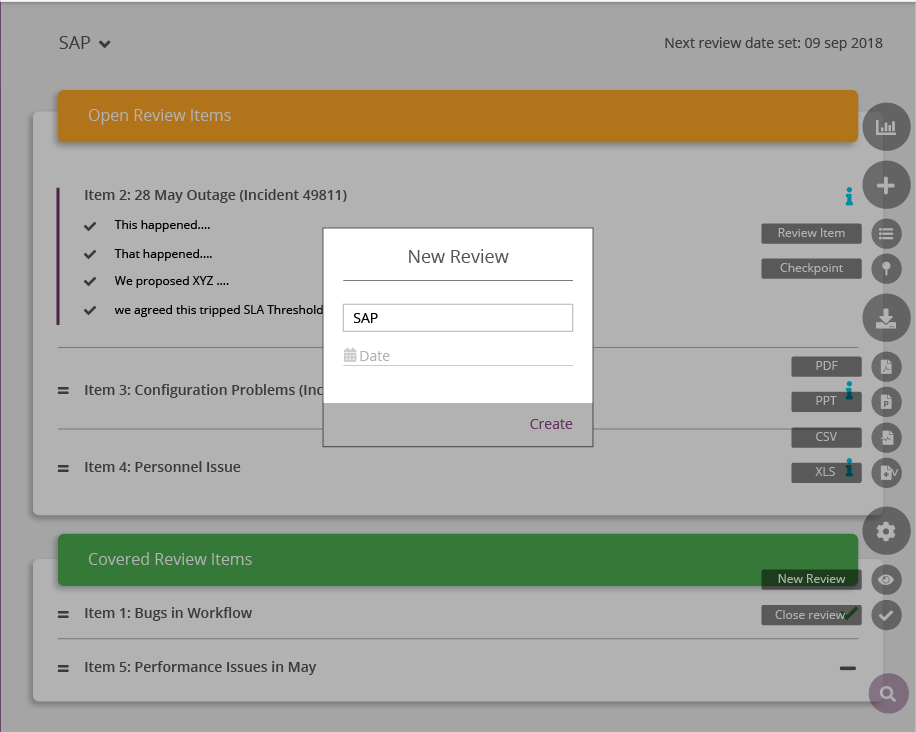 SAP
Next review date set: 09 sep 2018
Open Review Items
Item 2: 28 May Outage (Incident 49811)
This happened....
That happened....
We proposed XYZ ....
we agreed this tripped SLA Threshold
Review Item
Checkpoint
New Review
SAP
Date
Create
Item 3: Configuration Problems (Inc
PDF
PPT
CSV
Item 4: Personnel Issue
XLS
Covered Review Items
New Review
Item 1: Bugs in Workflow
Close review
Item 5: Performance Issues in May